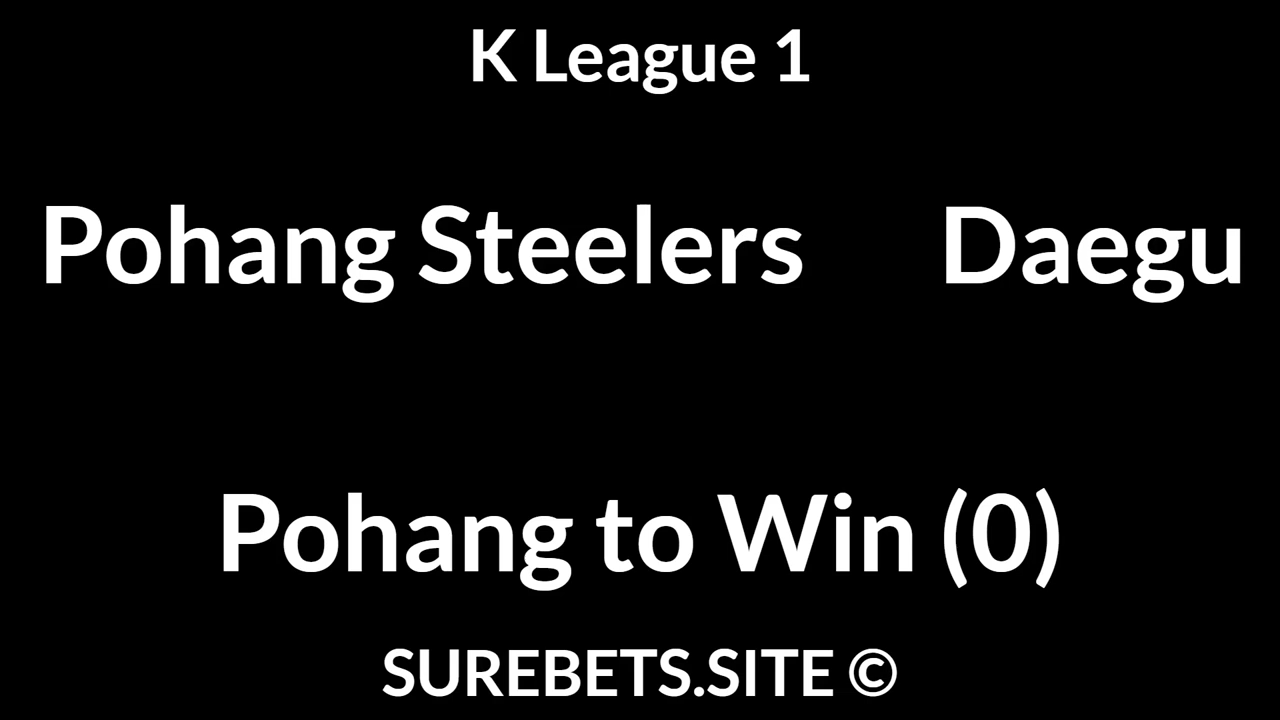 K League 1
Pohang Steelers Daegu
Pohang to Win (0)
SUREBETS.SITE ©